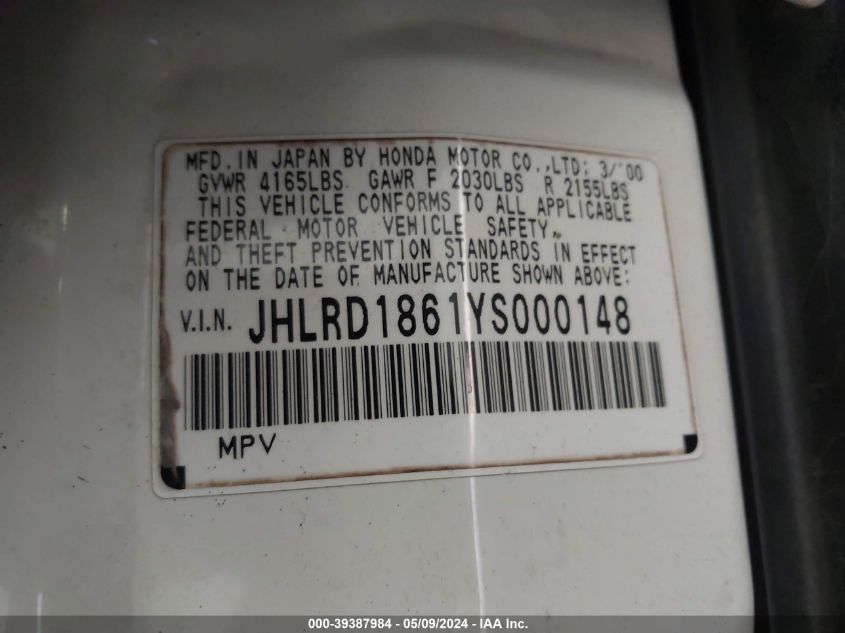 MFD. IN JAPAN BY HONDA MOTOR CO.,LTD; 3/'00
GVWR 4165LBS GAWR F 2030LBS R 2155LBS
THIS VEHICLE CONFORMS TO ALL APPLICABLE
FEDERAL MOTOR VEHICLE SAFETY,
AND THEFT PREVENTION STANDARDS IN EFFECT
ON THE DATE OF MANUFACTURE SHOWN ABOVE:
V.I.N. JHLRD1861YS000148
MPV
000-39387984 - 05/09/2024 - IAA Inc.